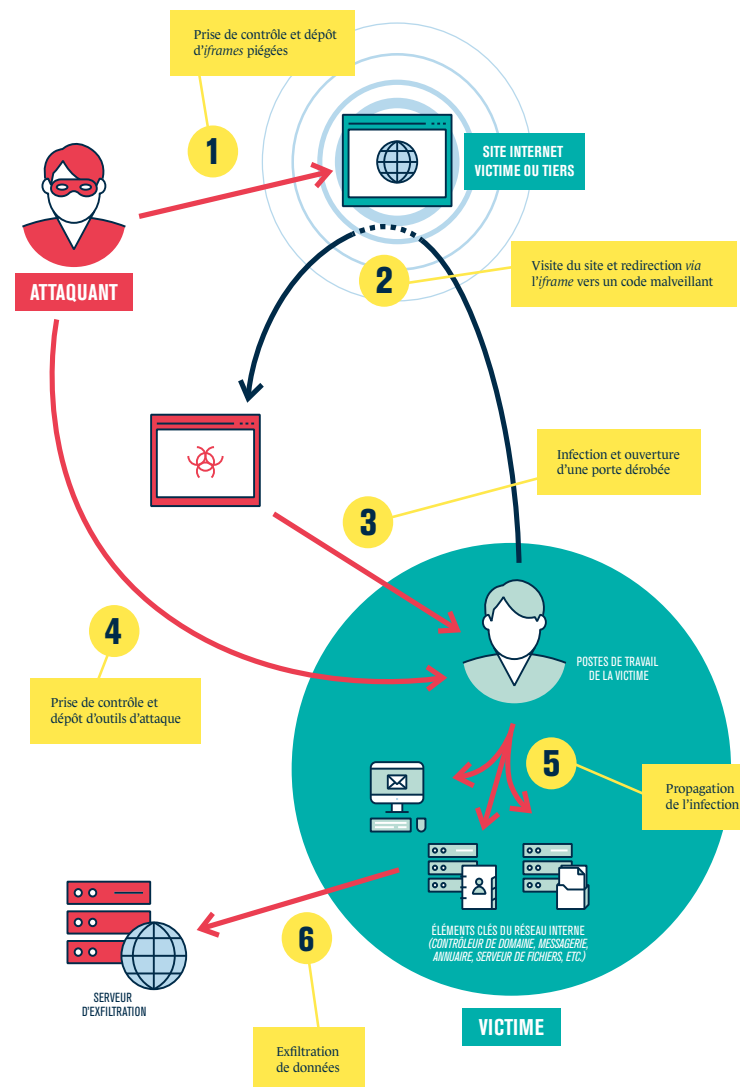 Prise de contrôle et dépôt
d'iframes piégées
1
SITE INTERNET
VICTIME OU TIERS
ATTAQUANT
2
Visite du site et redirection via
l'iframe vers un code malveillant
Infection et ouverture
d'une porte dérobée
3
4
Prise de contrôle et
dépôt d'outils d'attaque
POSTES DE TRAVAIL
DE LA VICTIME
5
Propagation
de l'infection
ÉLÉMENTS CLÉS DU RÉSEAU INTERNE
(CONTRÔLEUR DE DOMAINE, MESSAGERIE,
ANNUAIRE, SERVEUR DE FICHIERS, ETC.)
6
SERVEUR
D'EXFILTRATION
VICTIME
Exfiltration
de données